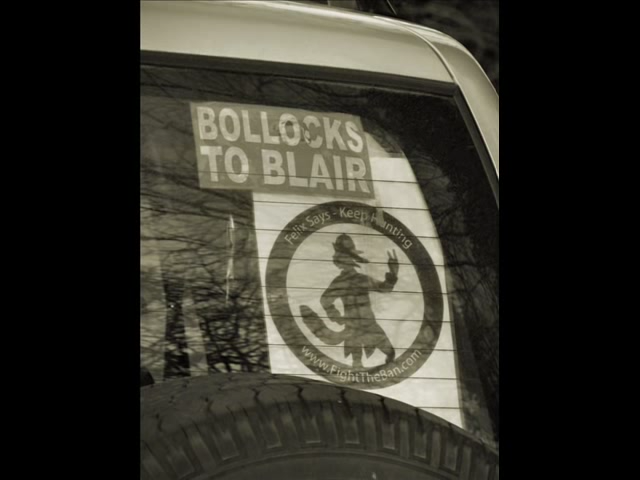 BOLLOCKS
TO BLAIR
Felix Says - Keep Hunting
www.FightTheBan.com